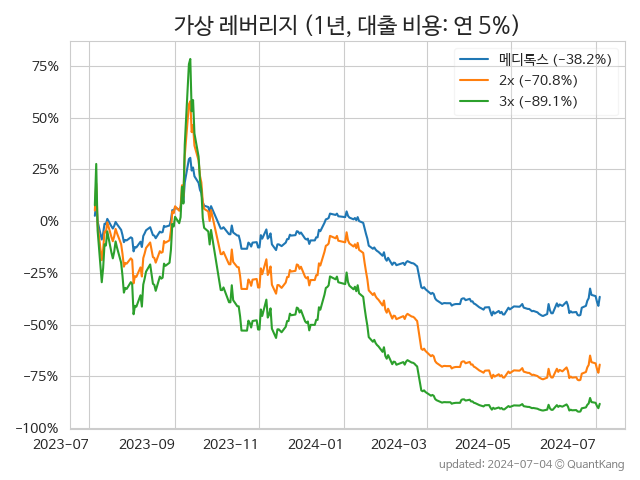 가상 레버리지 (1년, 대출 비용: 연 5%)
메디톡스 (−38.2%)
2x (−70.8%)
3x (−89.1%)
75%
50%
25%
0%
−25%
−50%
−75%
−100%
2023-07 2023-09 2023-11 2024-01 2024-03 2024-05 2024-07
updated: 2024-07-04 © QuantKang